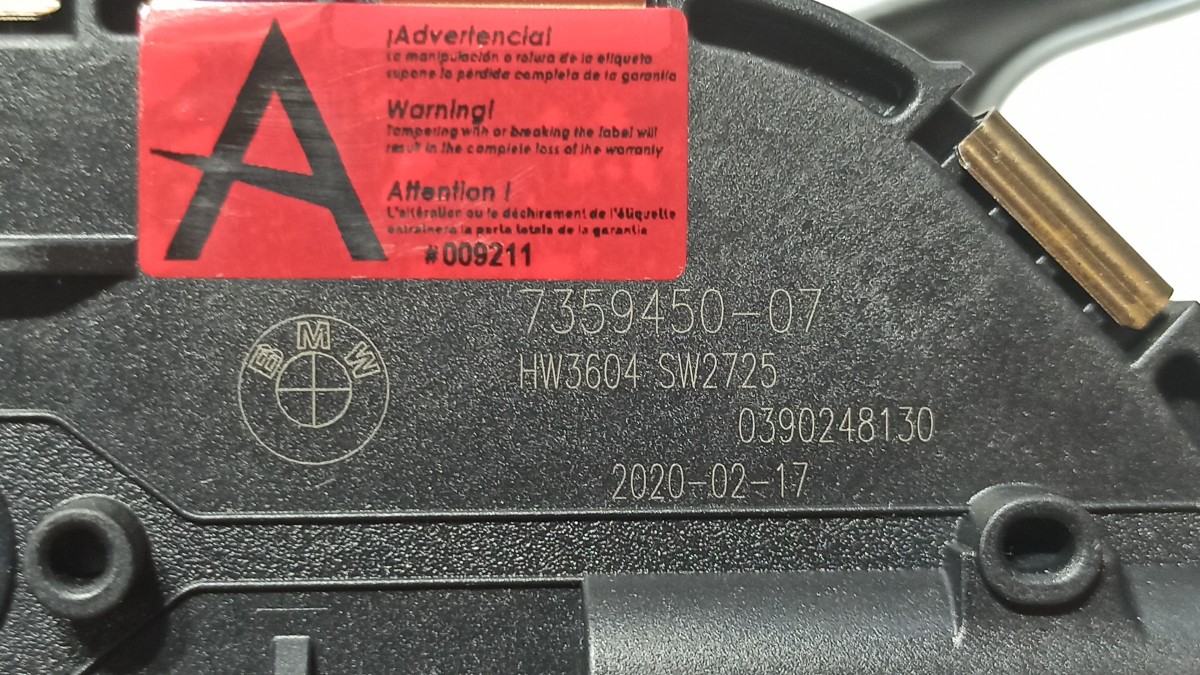 ¡Advertencia!
La manipulación o rotura de la etiqueta
supone la pérdida completa de la garantía
Warning!
Tampering with or breaking the label will
result in the complete loss of the warranty
Attention !
L'altération ou le déchirement de l'étiquette
entraînera la perte totale de la garantie
#009211
A
7359450-07
BMW
HW3604 SW2725
0390248130
2020-02-17